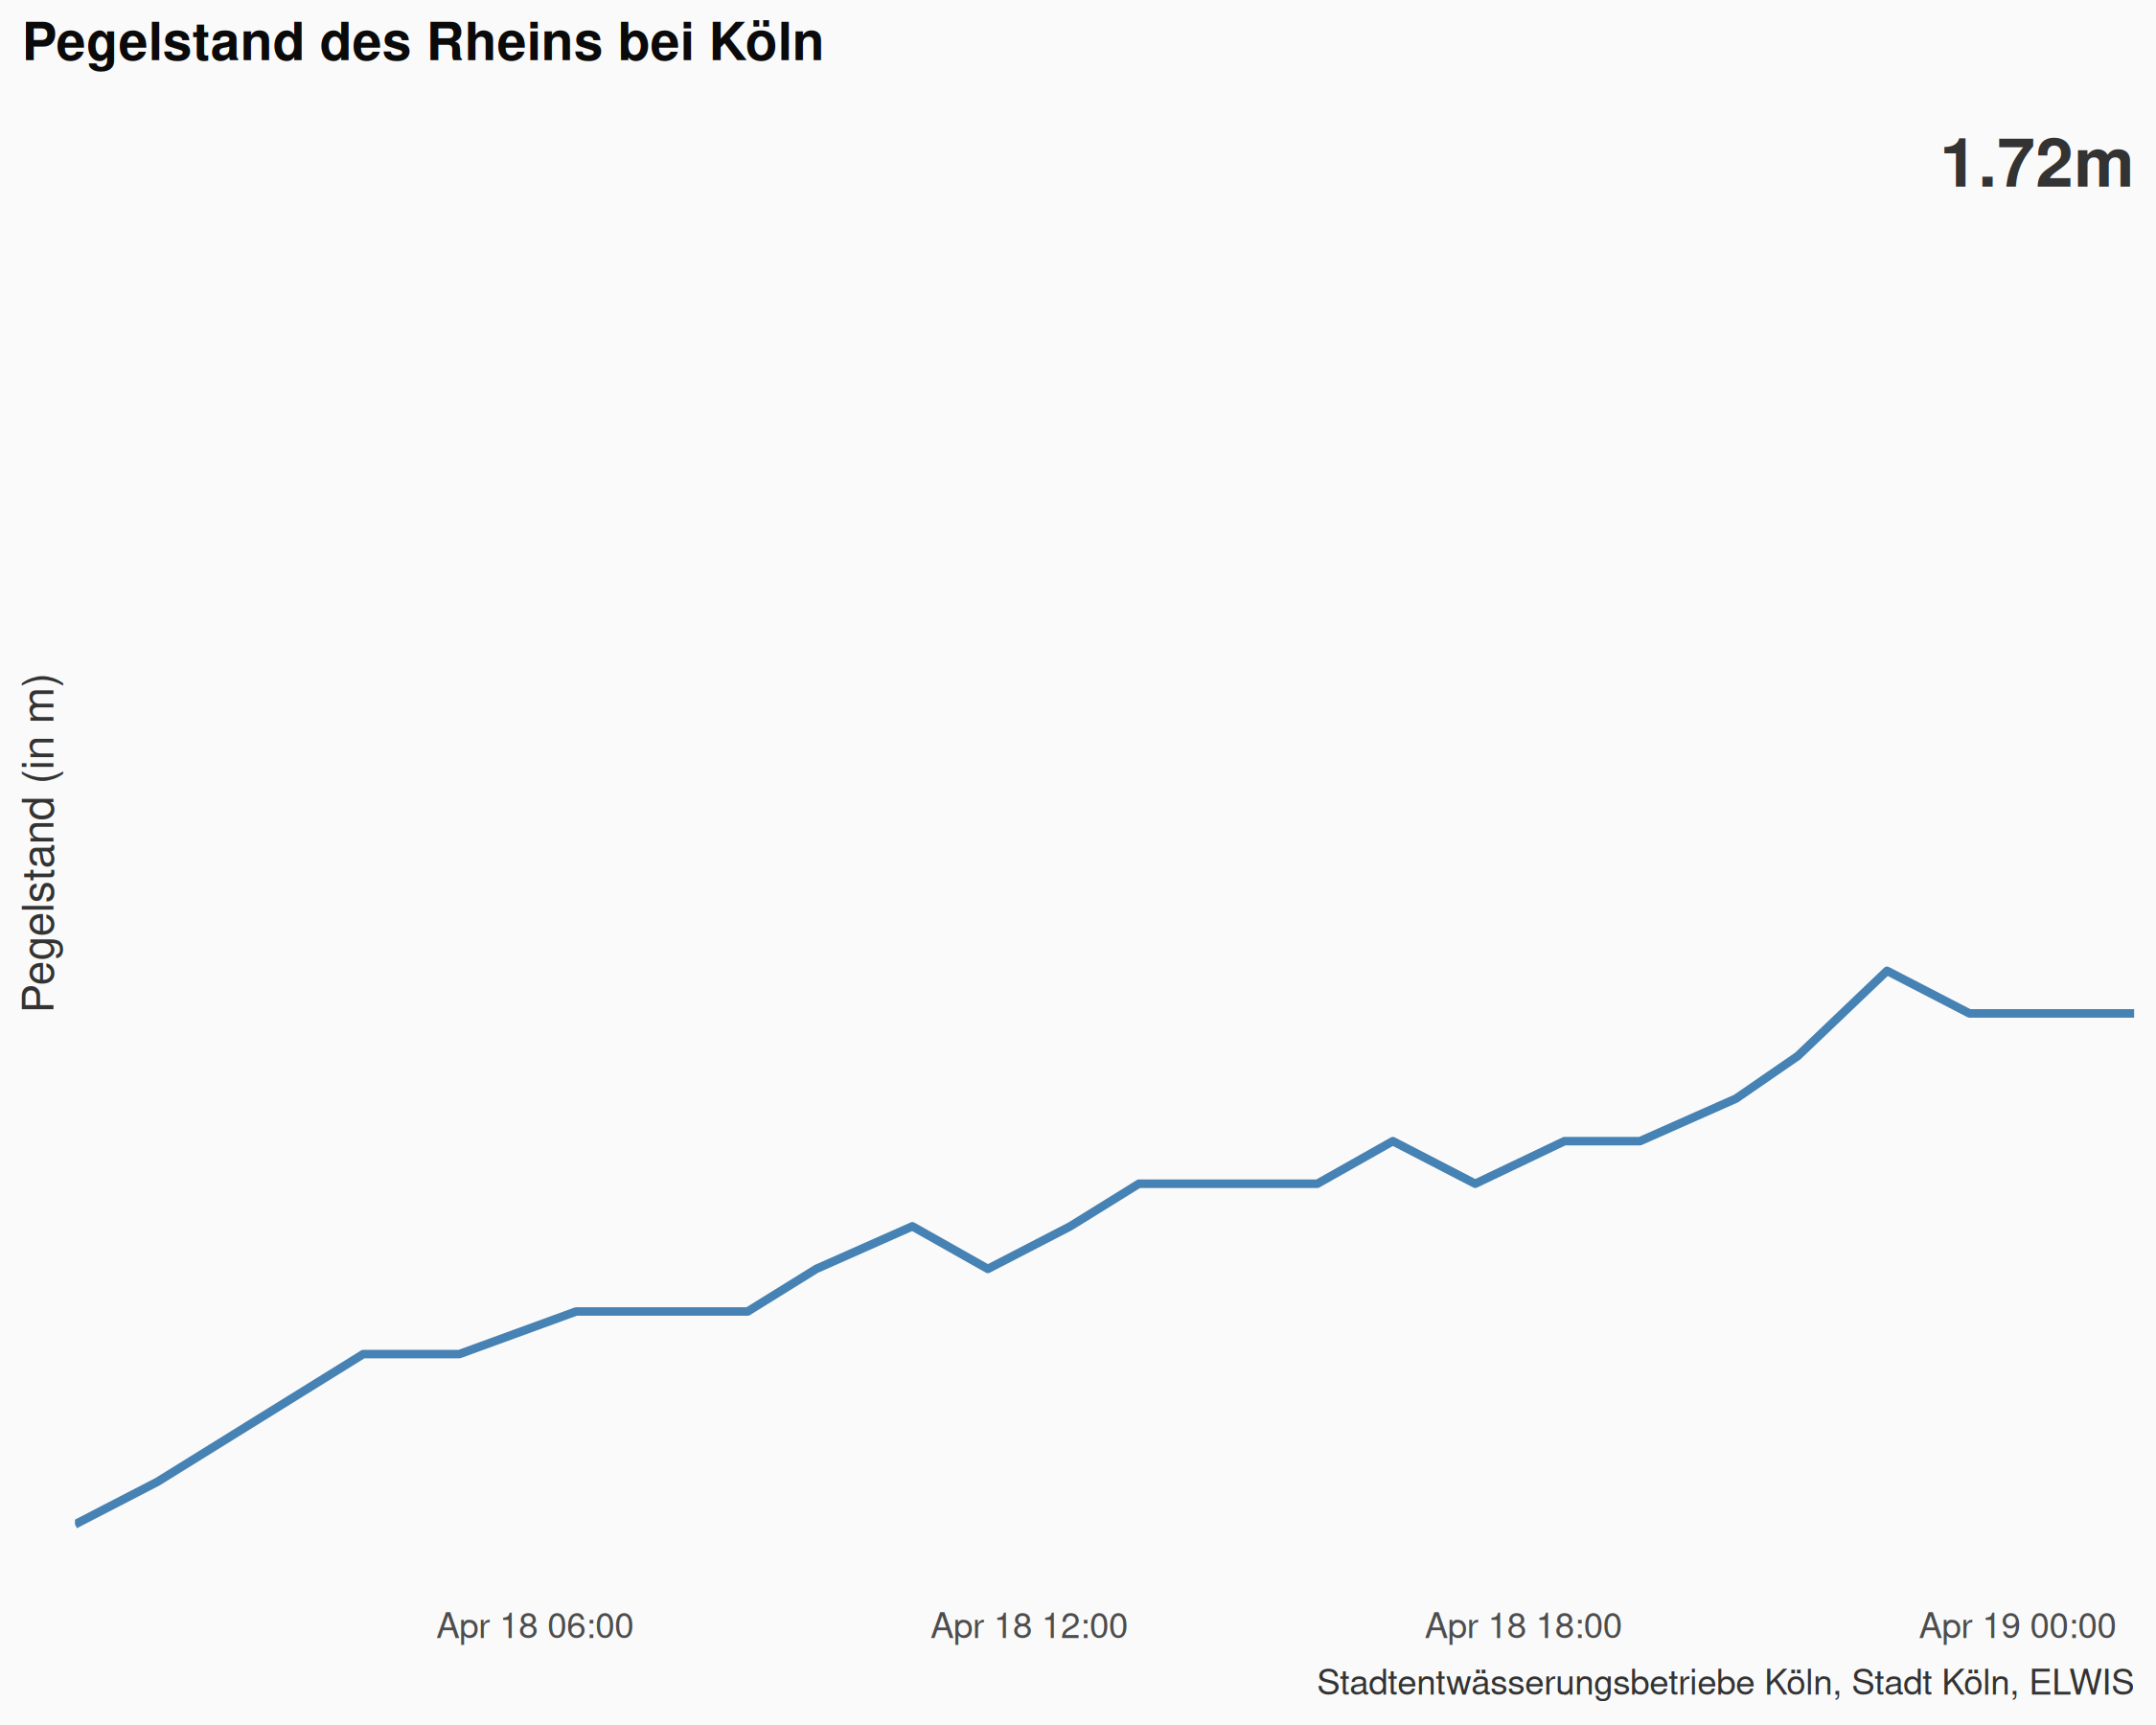 Pegelstand des Rheins bei Köln
1.72m
Pegelstand (in m)
Apr 18 06:00 Apr 18 12:00 Apr 18 18:00 Apr 19 00:00
Stadtentwässerungsbetriebe Köln, Stadt Köln, ELWIS